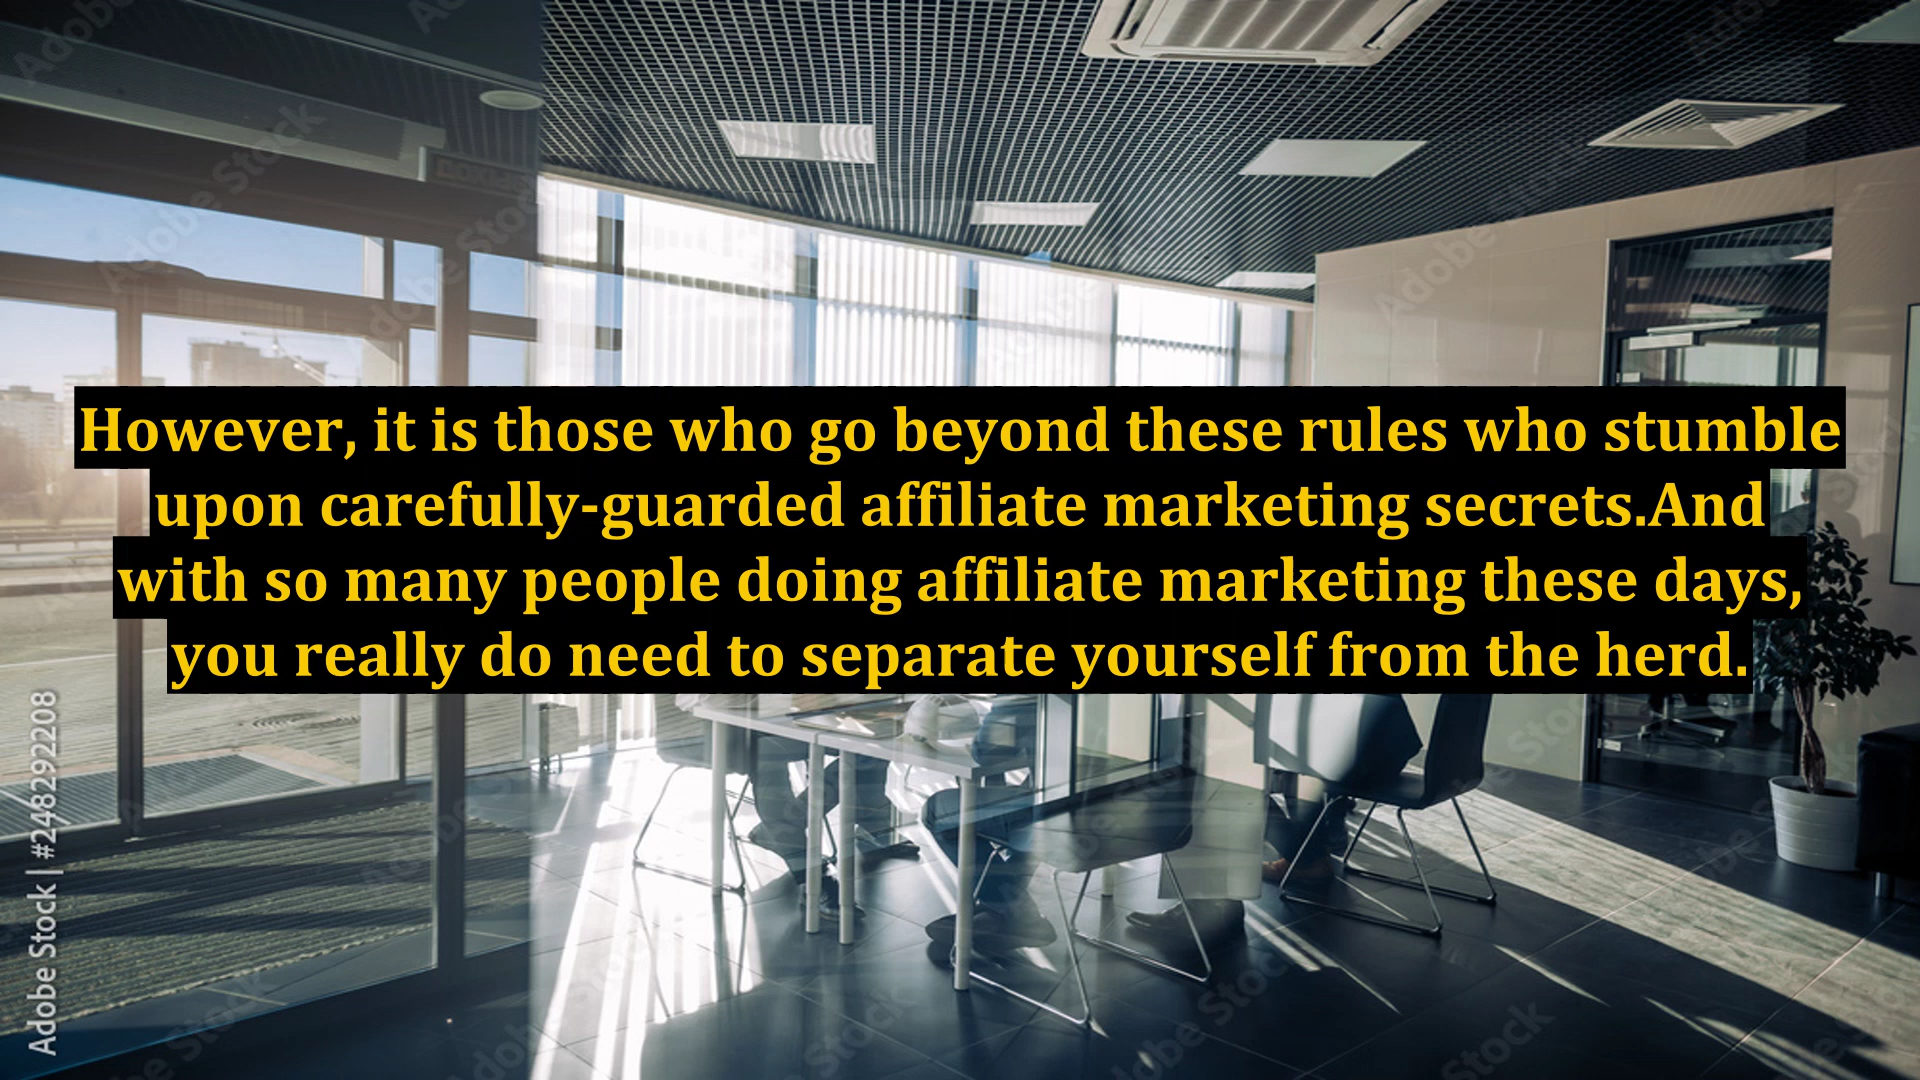 However, it is those who go beyond these rules who stumble
upon carefully-guarded affiliate marketing secrets.And
with so many people doing affiliate marketing these days,
you really do need to separate yourself from the herd.
Adobe Stock | #248292208